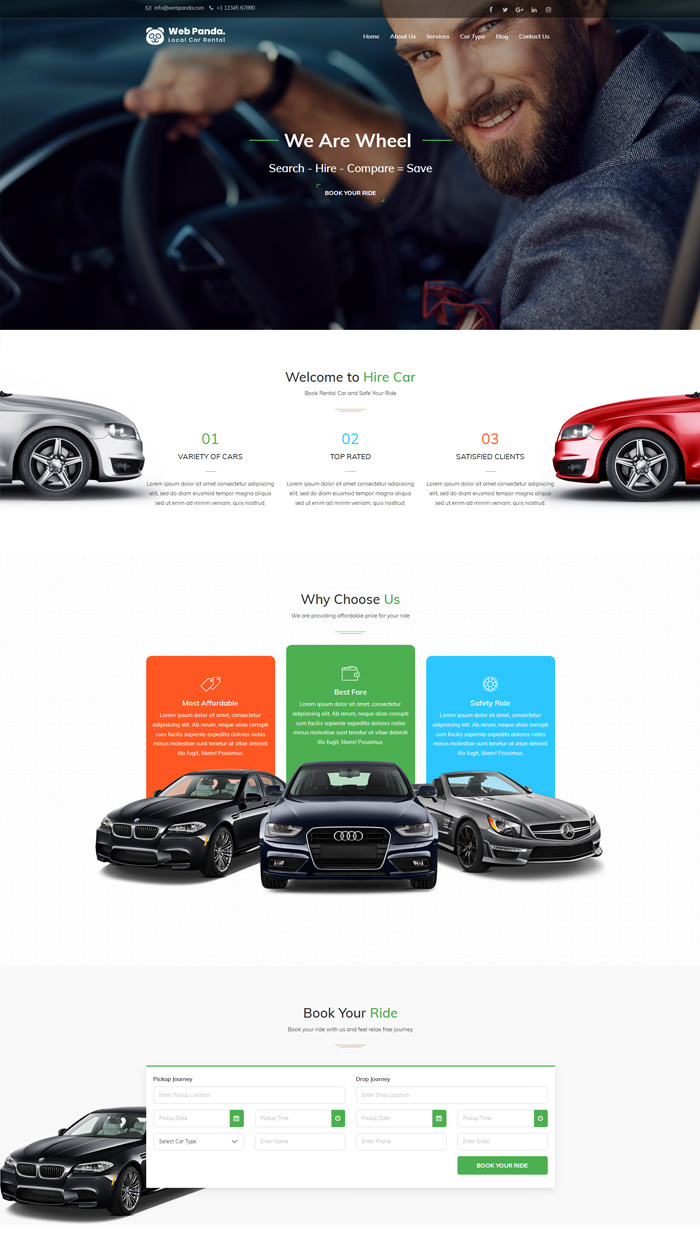 info@webpanda.com +1 12345 67890
Web Panda.
Local Car Rental
Home About Us Services Car Type Blog Contact Us
We Are Wheel
Search - Hire - Compare = Save
BOOK YOUR RIDE
Welcome to Hire Car
Book Rental Car and Safe Your Ride
01
VARIETY OF CARS
Lorem ipsum dolor sit amet consectetur adipiscing
elit, sed do diam eiusmod tempor magna aliqua
sed ut enim ad minim veniam, quis nostrud.
02
TOP RATED
Lorem ipsum dolor sit amet consectetur adipiscing
elit, sed do diam eiusmod tempor magna aliqua
sed ut enim ad minim veniam, quis nostrud.
03
SATISFIED CLIENTS
Lorem ipsum dolor sit amet consectetur adipiscing
elit, sed do diam eiusmod tempor magna aliqua
sed ut enim ad minim veniam, quis nostrud.
Why Choose Us
We are providing affordable price for your ride
Most Affordable
Lorem ipsum dolor sit amet, consectetur
adipisicing elit. Ab rerum, neque alias corrupti
cum facilis sapiente expedita dolores nobis
minus molestiae sunt tenetur at vitae deleniti
illo fugit, libero! Possimus.
Best Fare
Lorem ipsum dolor sit amet, consectetur
adipisicing elit. Ab rerum, neque alias corrupti
cum facilis sapiente expedita dolores nobis
minus molestiae sunt tenetur at vitae deleniti
illo fugit, libero! Possimus.
Safety Ride
Lorem ipsum dolor sit amet, consectetur
adipisicing elit. Ab rerum, neque alias corrupti
cum facilis sapiente expedita dolores nobis
minus molestiae sunt tenetur at vitae deleniti
illo fugit, libero! Possimus.
Book Your Ride
Book your ride with us and feel relax free journey
Pickup Journey
Enter Pickup Location
Pickup Date Pickup Time
Select Car Type Enter Name
Drop Journey
Enter Drop Location
Pickup Date Pickup Time
Enter Phone Enter Email
BOOK YOUR RIDE